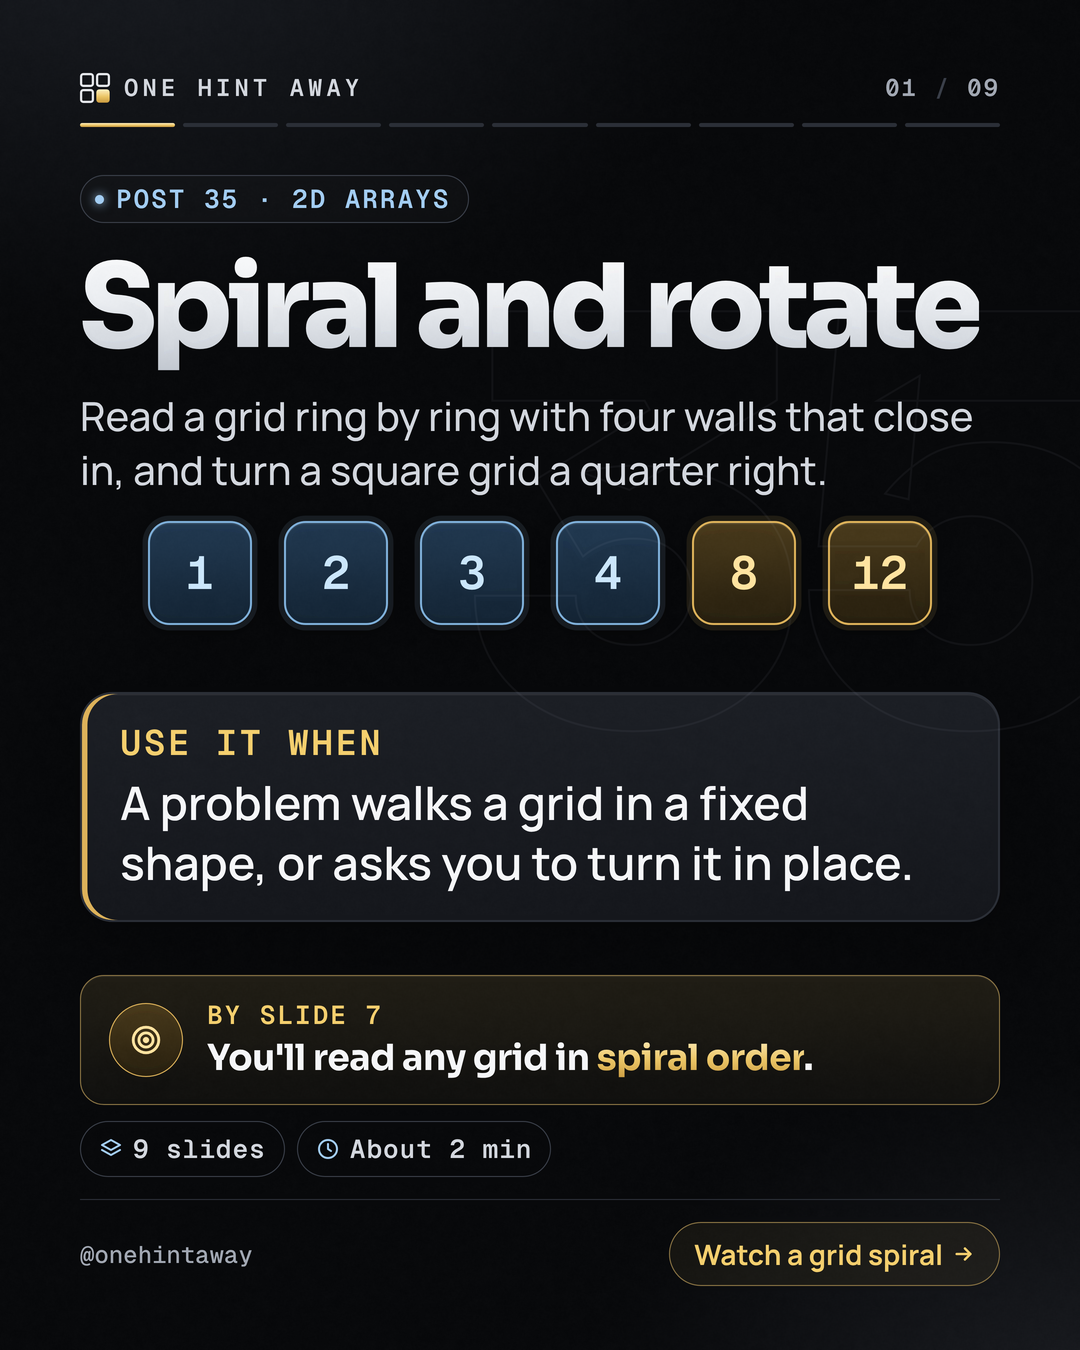 ONE HINT AWAY
01 / 09
POST 35 · 2D ARRAYS
Spiral and rotate
Read a grid ring by ring with four walls that close
in, and turn a square grid a quarter right.
1 2 3 4 8 12
USE IT WHEN
A problem walks a grid in a fixed
shape, or asks you to turn it in place.
BY SLIDE 7
You'll read any grid in spiral order.
9 slides
About 2 min
@onehintaway
Watch a grid spiral →
35